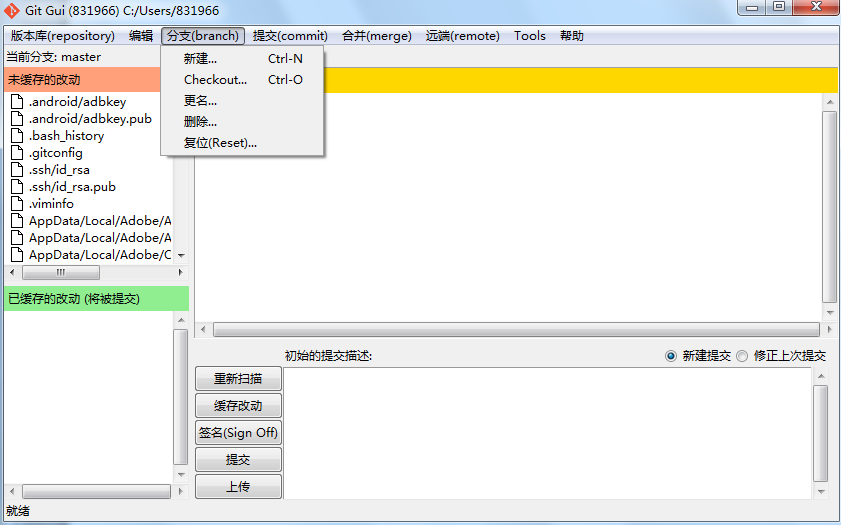 Git Gui (831966) C:/Users/831966
版本库(repository) 编辑 分支(branch) 提交(commit) 合并(merge) 远端(remote) Tools 帮助
当前分支: master
新建... Ctrl-N
Checkout... Ctrl-O
更名...
删除...
复位(Reset)...
未缓存的改动
.android/adbkey
.android/adbkey.pub
.bash_history
.gitconfig
.ssh/id_rsa
.ssh/id_rsa.pub
.viminfo
AppData/Local/Adobe/A
AppData/Local/Adobe/A
AppData/Local/Adobe/C
已缓存的改动 (将被提交)
初始的提交描述: 新建提交 修正上次提交
重新扫描
缓存改动
签名(Sign Off)
提交
上传
就绪